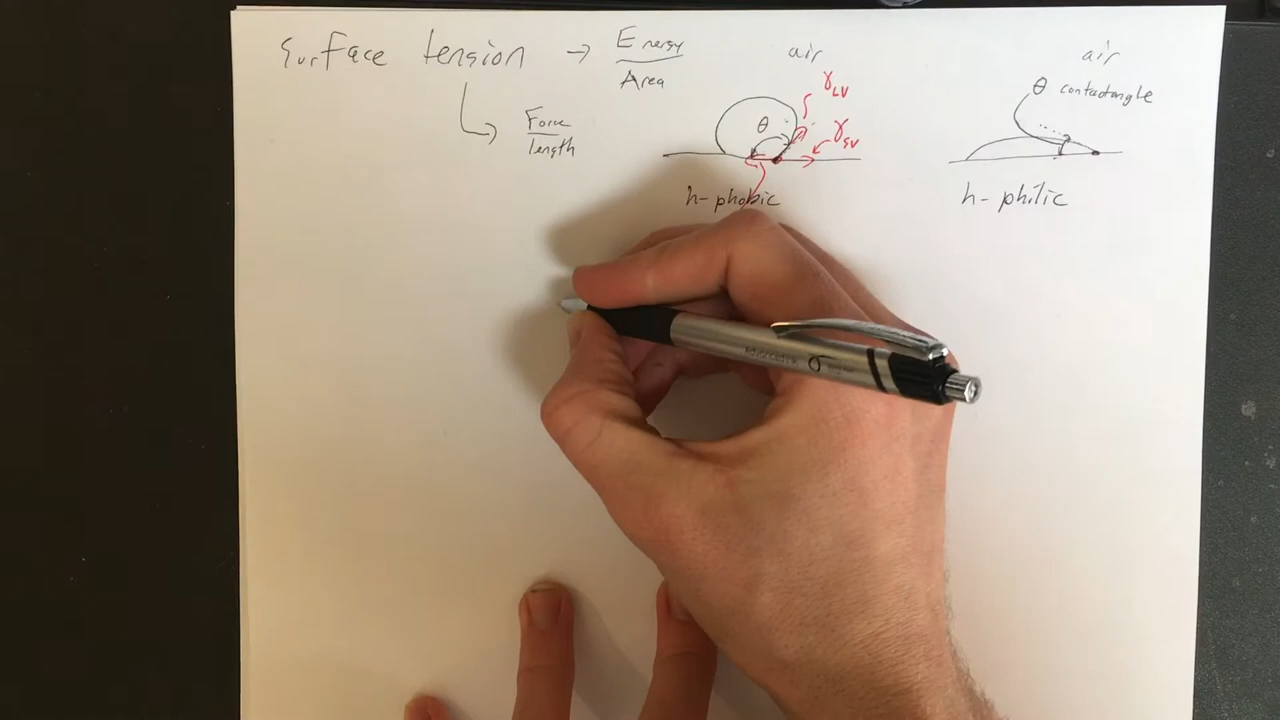 Surface tension → Energy
Area
Force
length
air
γLV
θ
γSV
h-phobic
air
θ contact angle
h-philic
σ